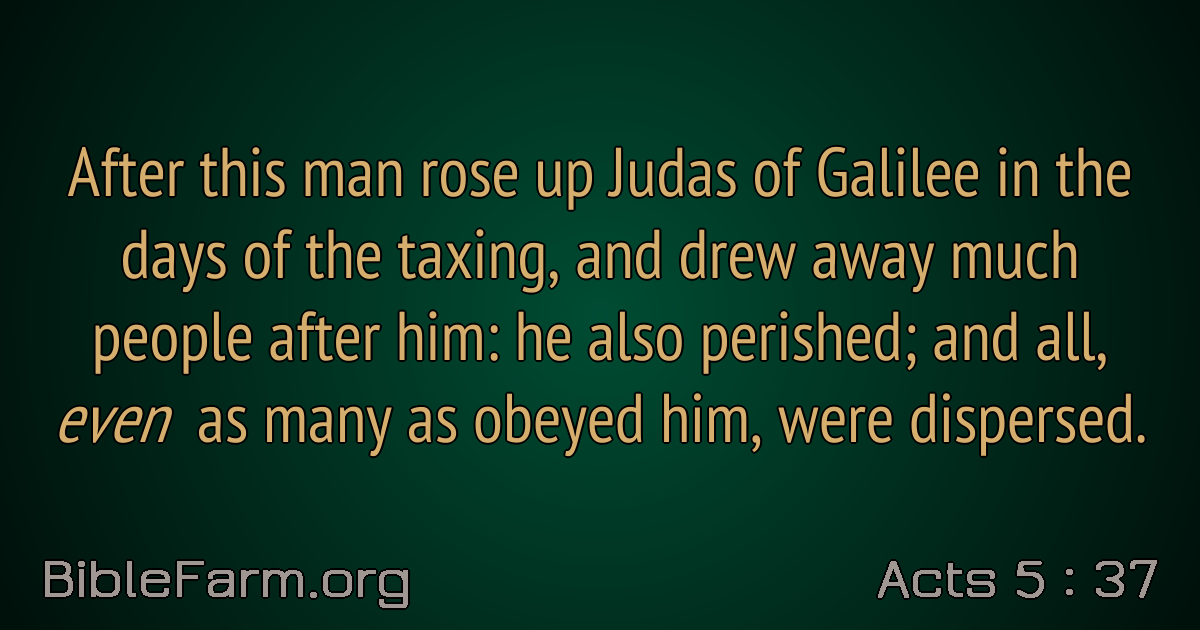 After this man rose up Judas of Galilee in the
days of the taxing, and drew away much
people after him: he also perished; and all,
even as many as obeyed him, were dispersed.
BibleFarm.org
Acts 5 : 37